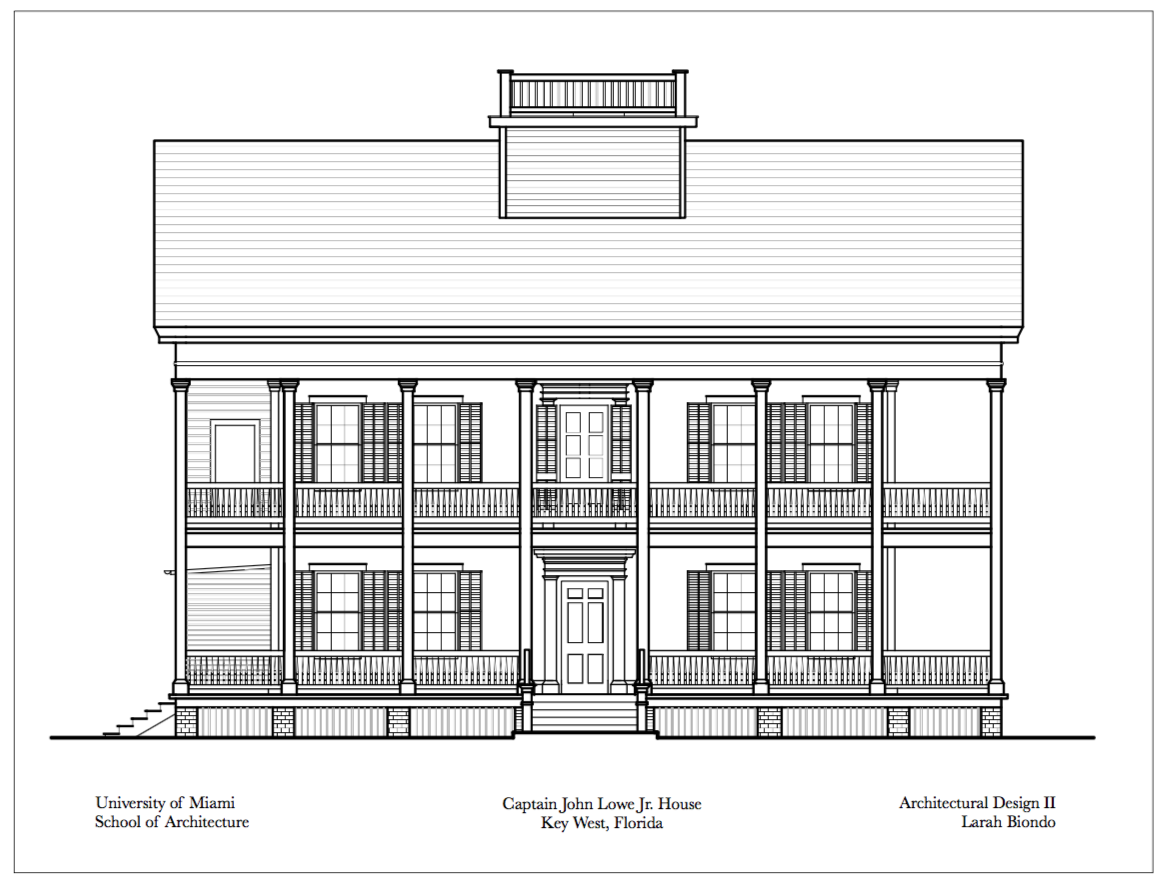 University of Miami
School of Architecture
Captain John Lowe Jr. House
Key West, Florida
Architectural Design II
Larah Biondo